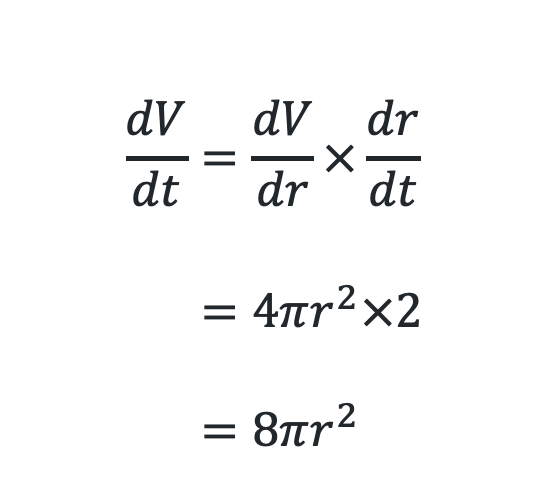 dV/dt = dV/dr × dr/dt
= 4πr² × 2
= 8πr²